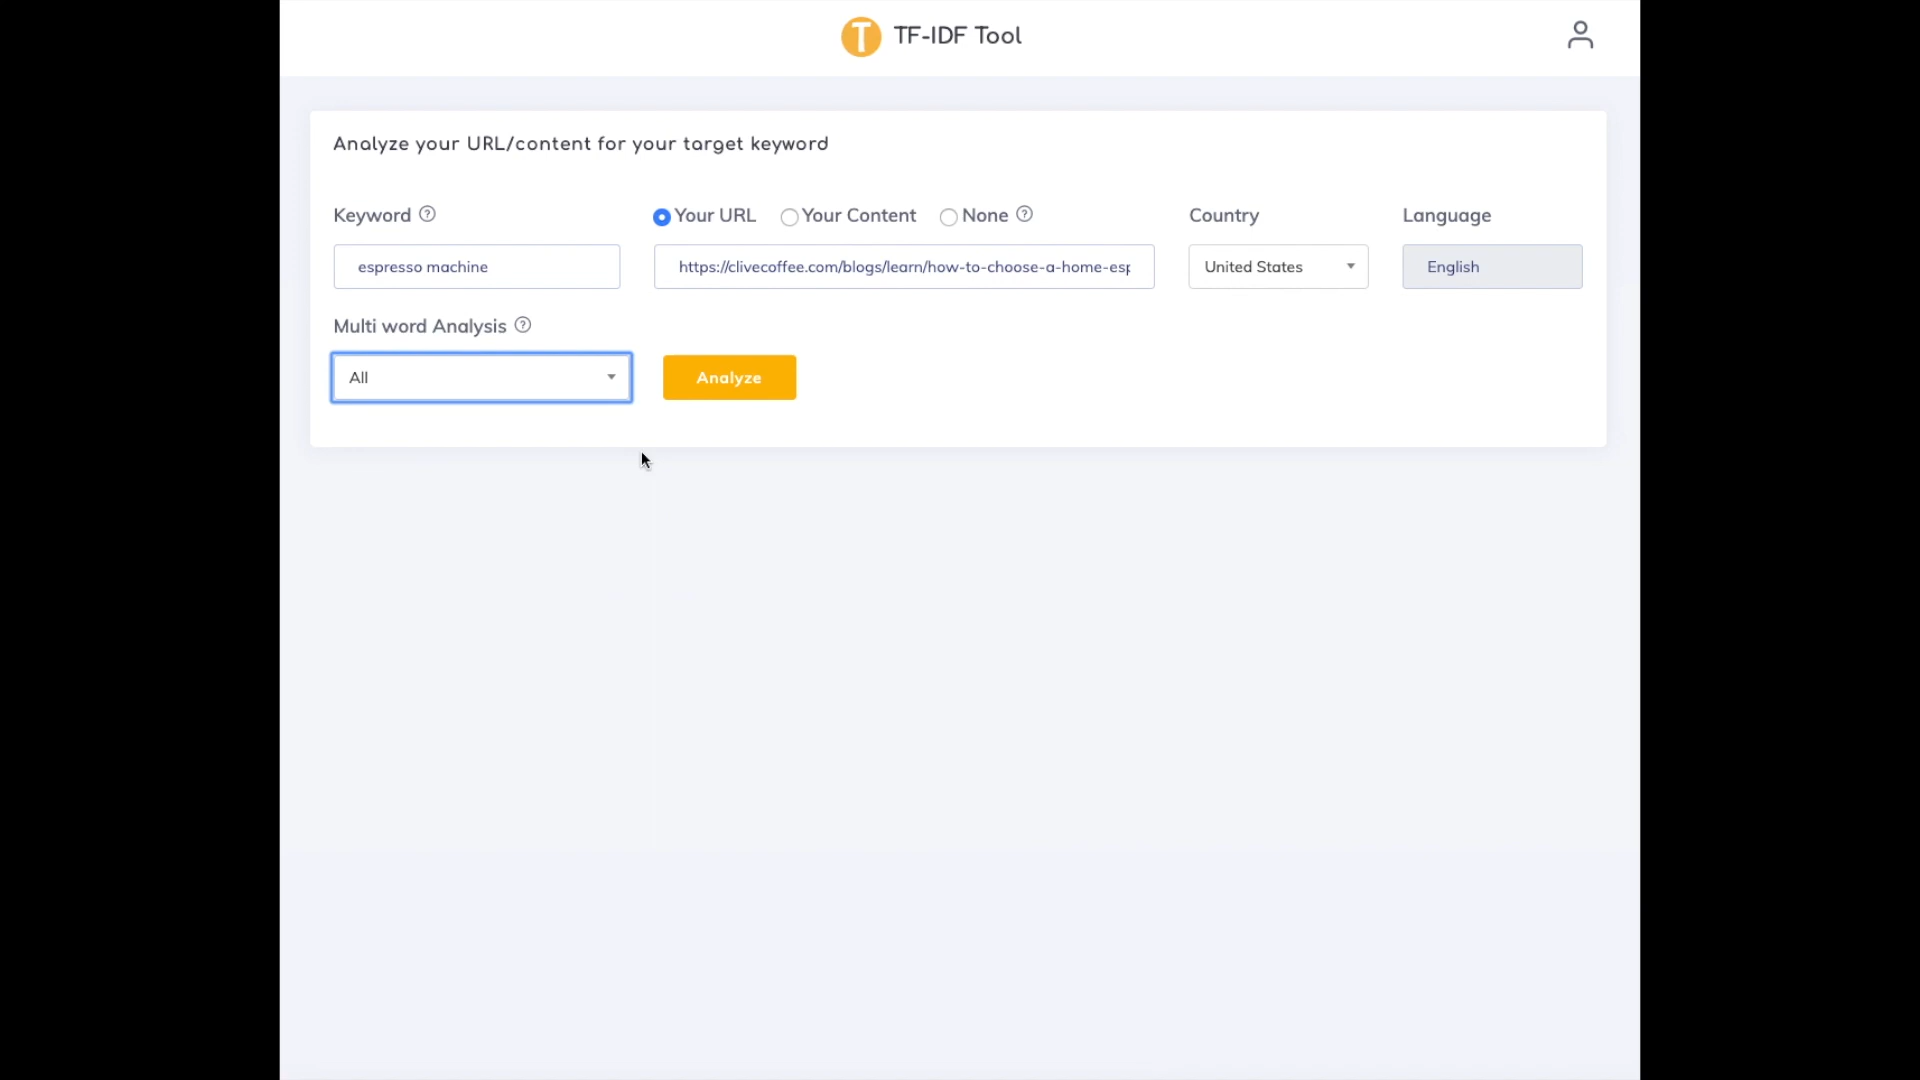 T TF-IDF Tool
Analyze your URL/content for your target keyword
Keyword ? Your URL Your Content None ? Country Language
espresso machine https://clivecoffee.com/blogs/learn/how-to-choose-a-home-esp United States English
Multi word Analysis ?
All Analyze